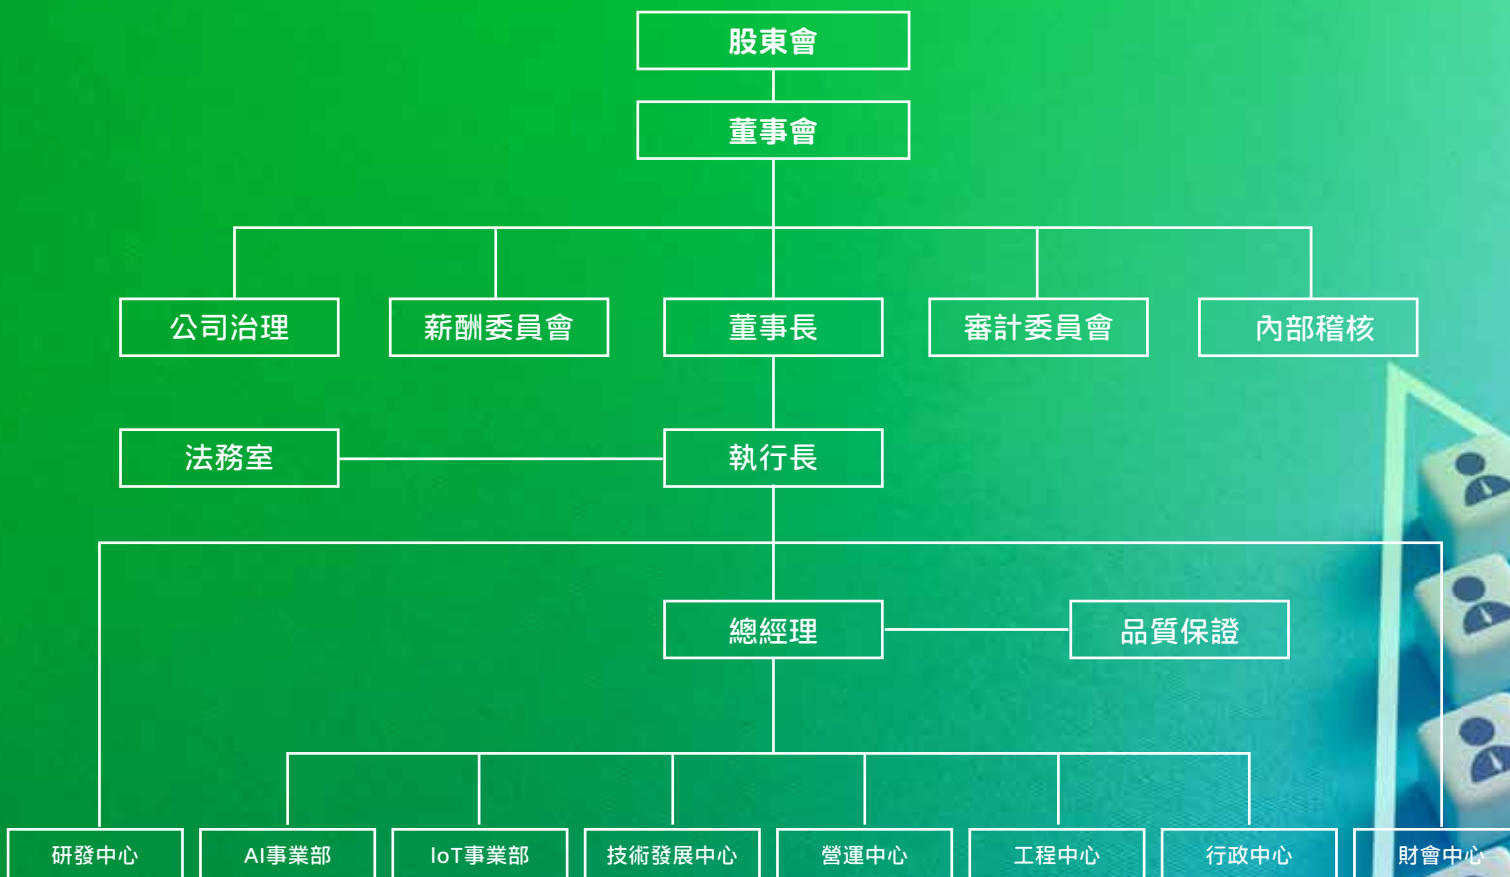 股東會
董事會
公司治理
薪酬委員會
董事長
審計委員會
內部稽核
法務室
執行長
總經理
品質保證
研發中心
AI事業部
IoT事業部
技術發展中心
營運中心
工程中心
行政中心
財會中心